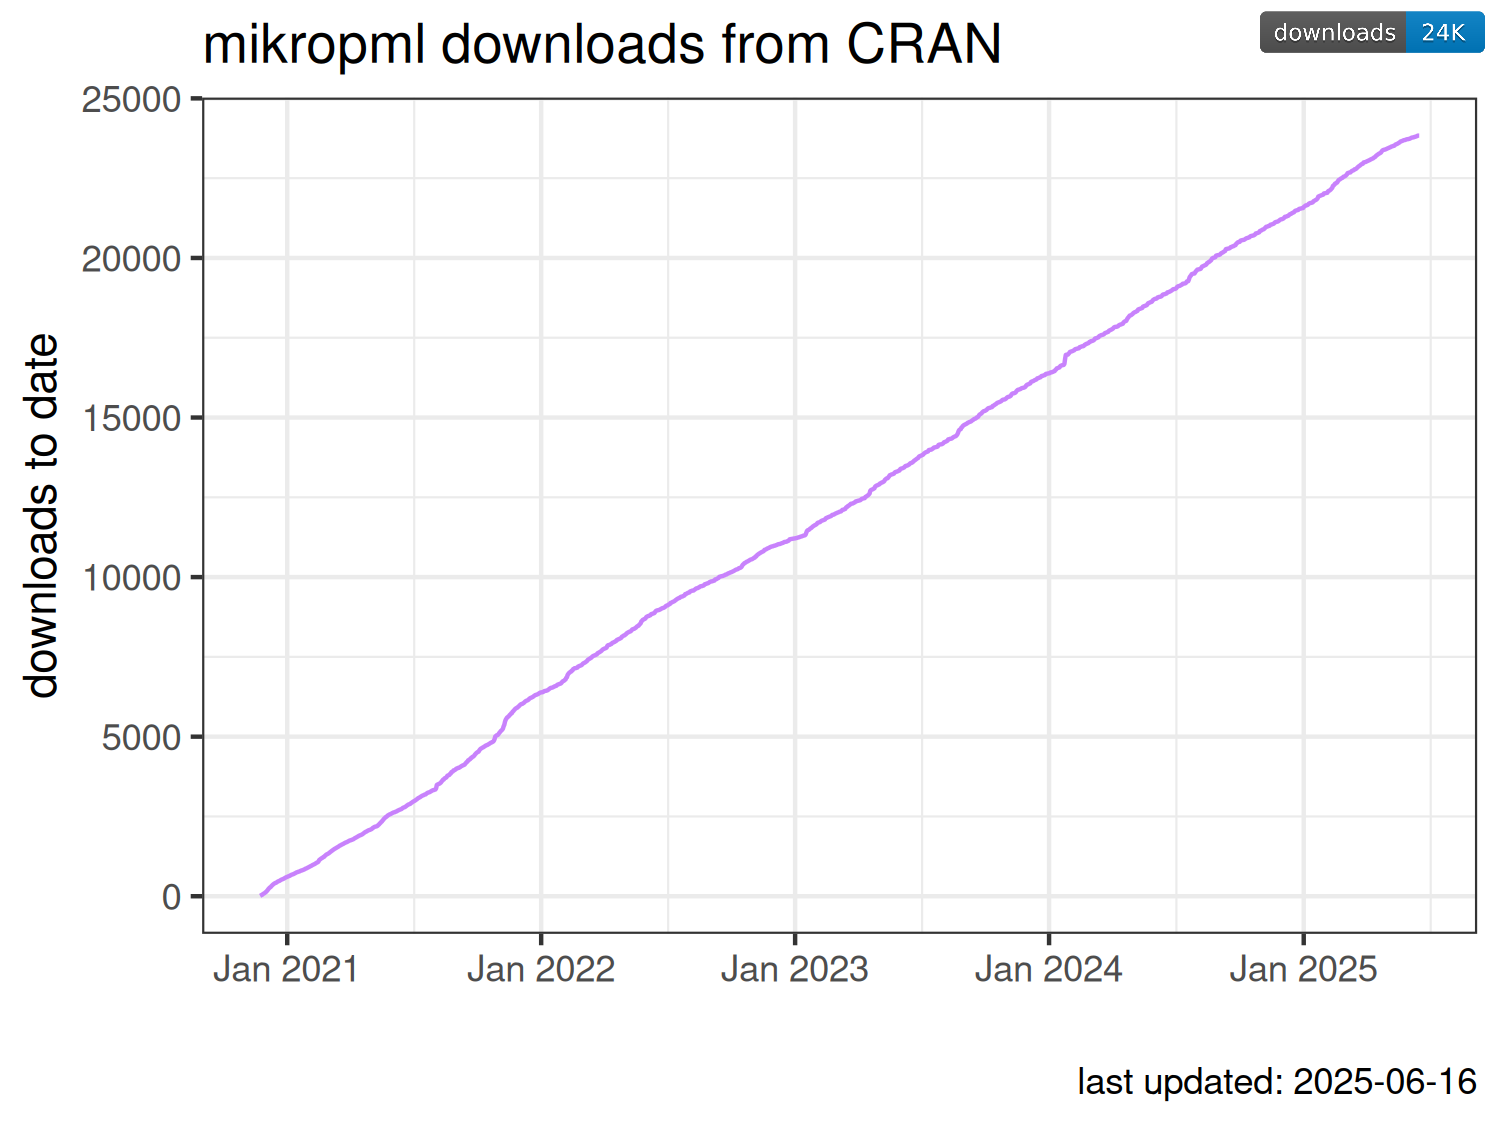 mikropml downloads from CRAN
downloads 24K
downloads to date
25000
20000
15000
10000
5000
0
Jan 2021 Jan 2022 Jan 2023 Jan 2024 Jan 2025
last updated: 2025-06-16